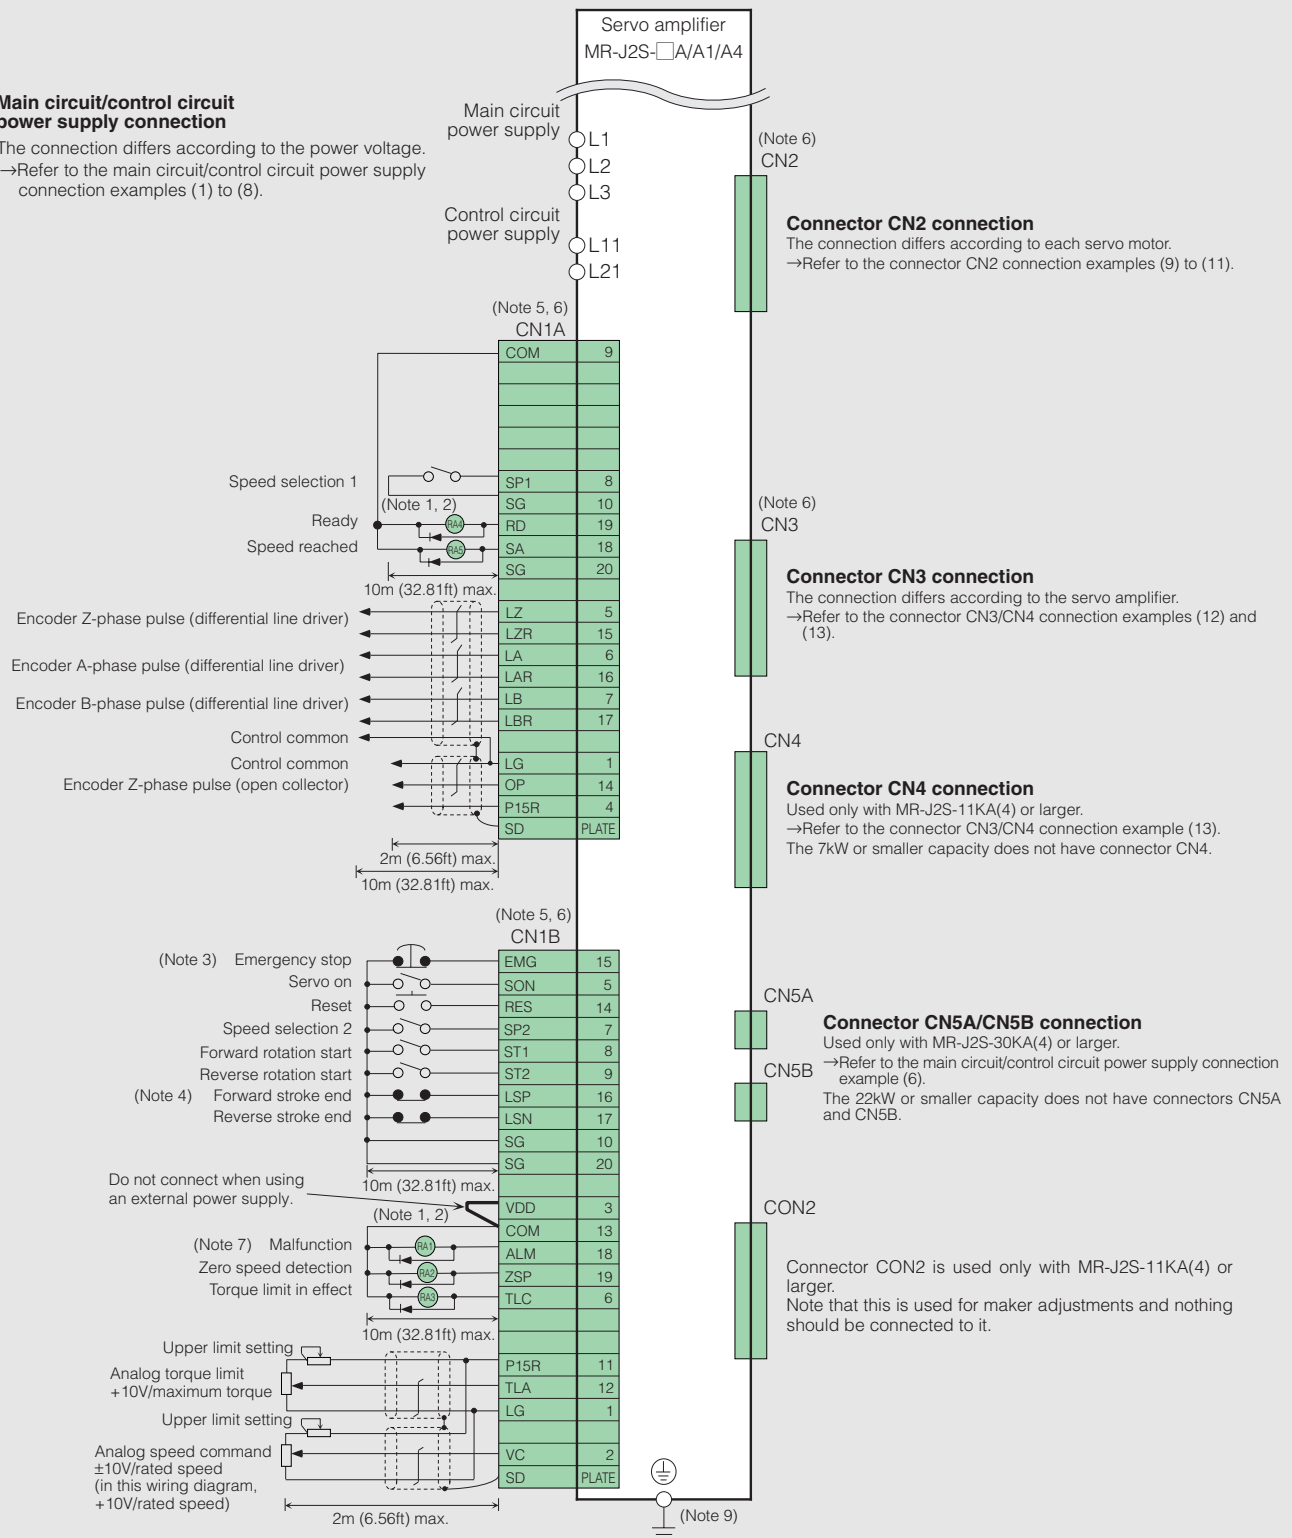 Servo amplifier
MR-J2S-□A/A1/A4
Main circuit/control circuit
power supply connection
The connection differs according to the power voltage.
→Refer to the main circuit/control circuit power supply
connection examples (1) to (8).
Main circuit
power supply
L1
L2
L3
Control circuit
power supply
L11
L21
(Note 6)
CN2
Connector CN2 connection
The connection differs according to each servo motor.
→Refer to the connector CN2 connection examples (9) to (11).
(Note 5, 6)
CN1A
COM 9
Speed selection 1 SP1 8
(Note 1, 2) SG 10
Ready RA4 RD 19
Speed reached RA5 SA 18
SG 20
10m (32.81ft) max.
Encoder Z-phase pulse (differential line driver) LZ 5
LZR 15
Encoder A-phase pulse (differential line driver) LA 6
LAR 16
Encoder B-phase pulse (differential line driver) LB 7
LBR 17
Control common
Control common LG 1
Encoder Z-phase pulse (open collector) OP 14
P15R 4
SD PLATE
2m (6.56ft) max.
10m (32.81ft) max.
(Note 6)
CN3
Connector CN3 connection
The connection differs according to the servo amplifier.
→Refer to the connector CN3/CN4 connection examples (12) and
(13).
CN4
Connector CN4 connection
Used only with MR-J2S-11KA(4) or larger.
→Refer to the connector CN3/CN4 connection example (13).
The 7kW or smaller capacity does not have connector CN4.
(Note 5, 6)
CN1B
(Note 3) Emergency stop EMG 15
Servo on SON 5
Reset RES 14
Speed selection 2 SP2 7
Forward rotation start ST1 8
Reverse rotation start ST2 9
(Note 4) Forward stroke end LSP 16
Reverse stroke end LSN 17
SG 10
SG 20
10m (32.81ft) max.
Do not connect when using
an external power supply.
VDD 3
(Note 1, 2)
COM 13
(Note 7) Malfunction RA1 ALM 18
Zero speed detection RA2 ZSP 19
Torque limit in effect RA3 TLC 6
10m (32.81ft) max.
Upper limit setting
P15R 11
Analog torque limit
+10V/maximum torque
TLA 12
LG 1
Upper limit setting
Analog speed command
±10V/rated speed
(in this wiring diagram,
+10V/rated speed)
VC 2
SD PLATE
2m (6.56ft) max.
CN5A
Connector CN5A/CN5B connection
Used only with MR-J2S-30KA(4) or larger.
CN5B
→Refer to the main circuit/control circuit power supply connection
example (6).
The 22kW or smaller capacity does not have connectors CN5A
and CN5B.
CON2
Connector CON2 is used only with MR-J2S-11KA(4) or
larger.
Note that this is used for maker adjustments and nothing
should be connected to it.
(Note 9)